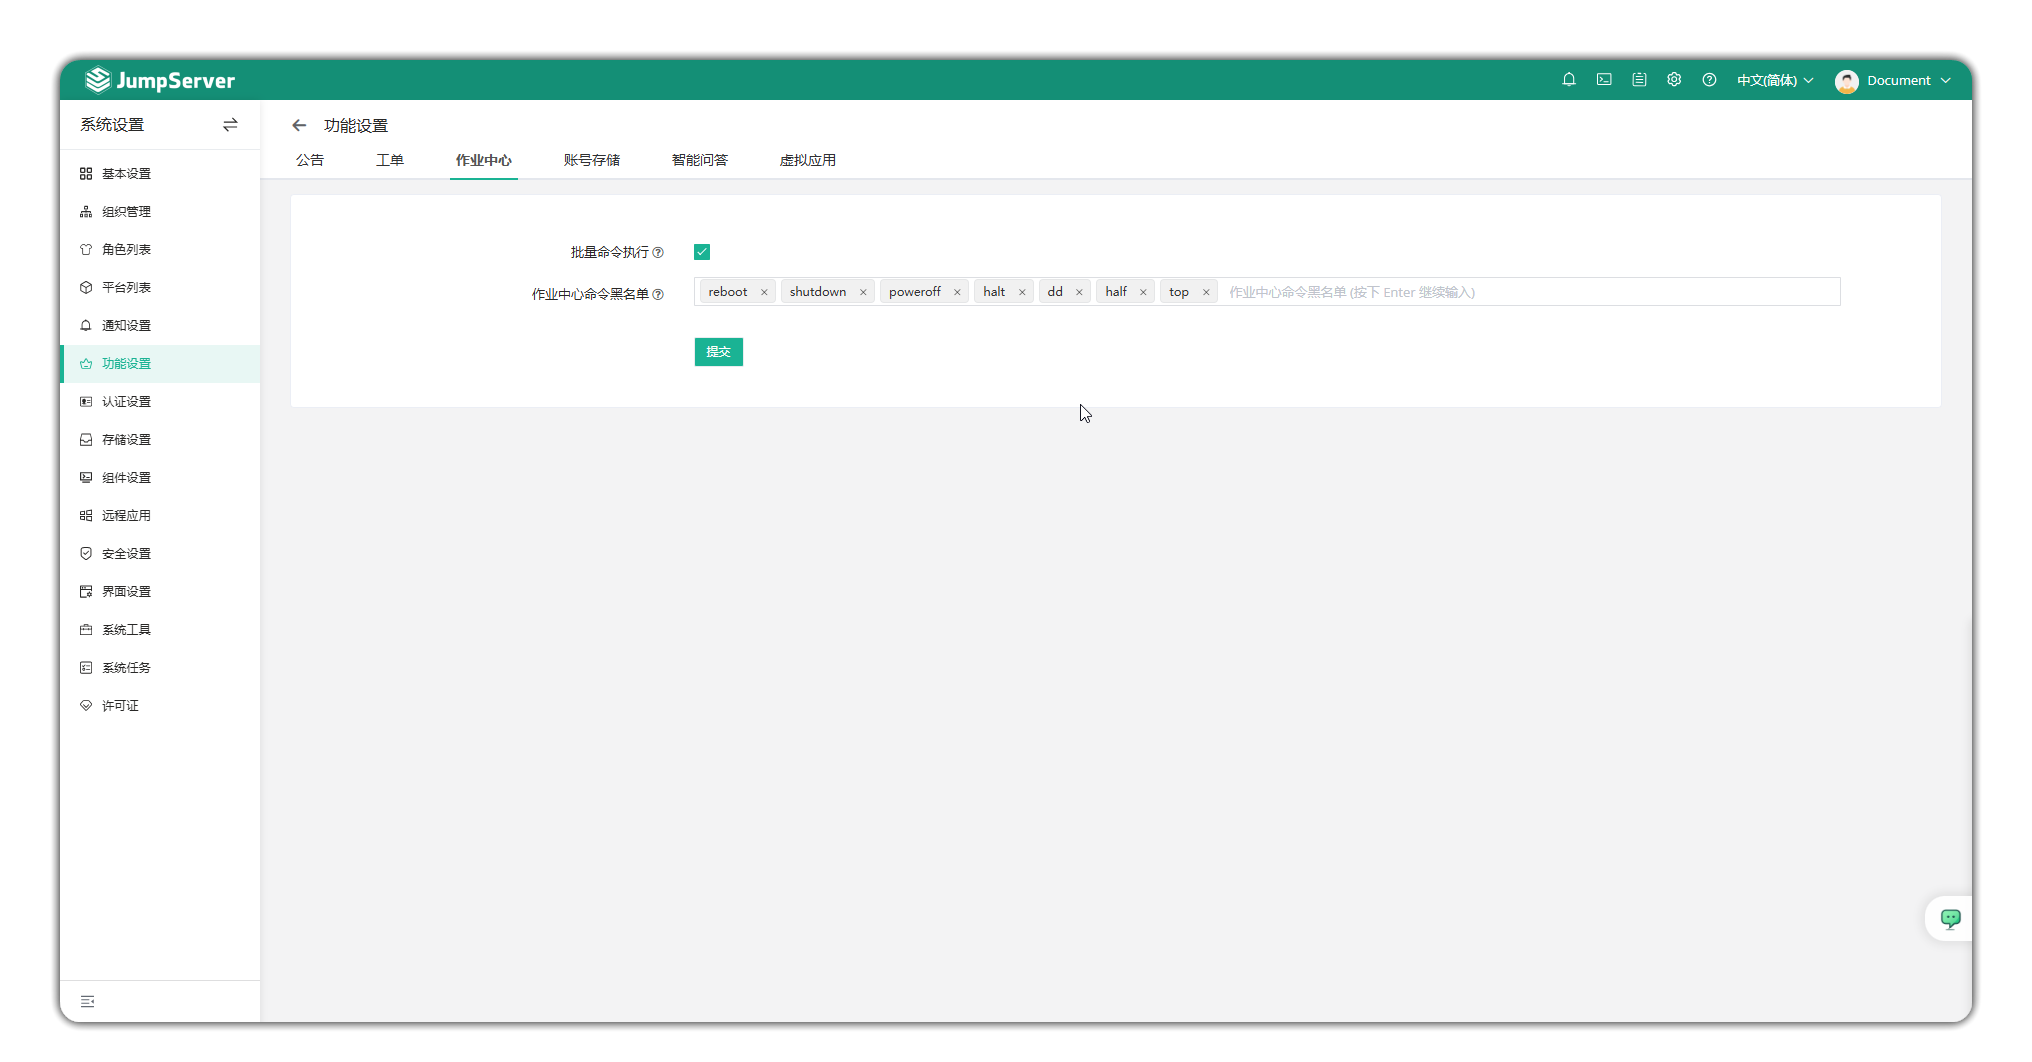 JumpServer
中文(简体)
Document
系统设置
基本设置
组织管理
角色列表
平台列表
通知设置
功能设置
认证设置
存储设置
组件设置
远程应用
安全设置
界面设置
系统工具
系统任务
许可证
功能设置
公告 工单 作业中心 账号存储 智能问答 虚拟应用
批量命令执行
作业中心命令黑名单 reboot × shutdown × poweroff × halt × dd × half × top × 作业中心命令黑名单 (按下 Enter 继续输入)
提交